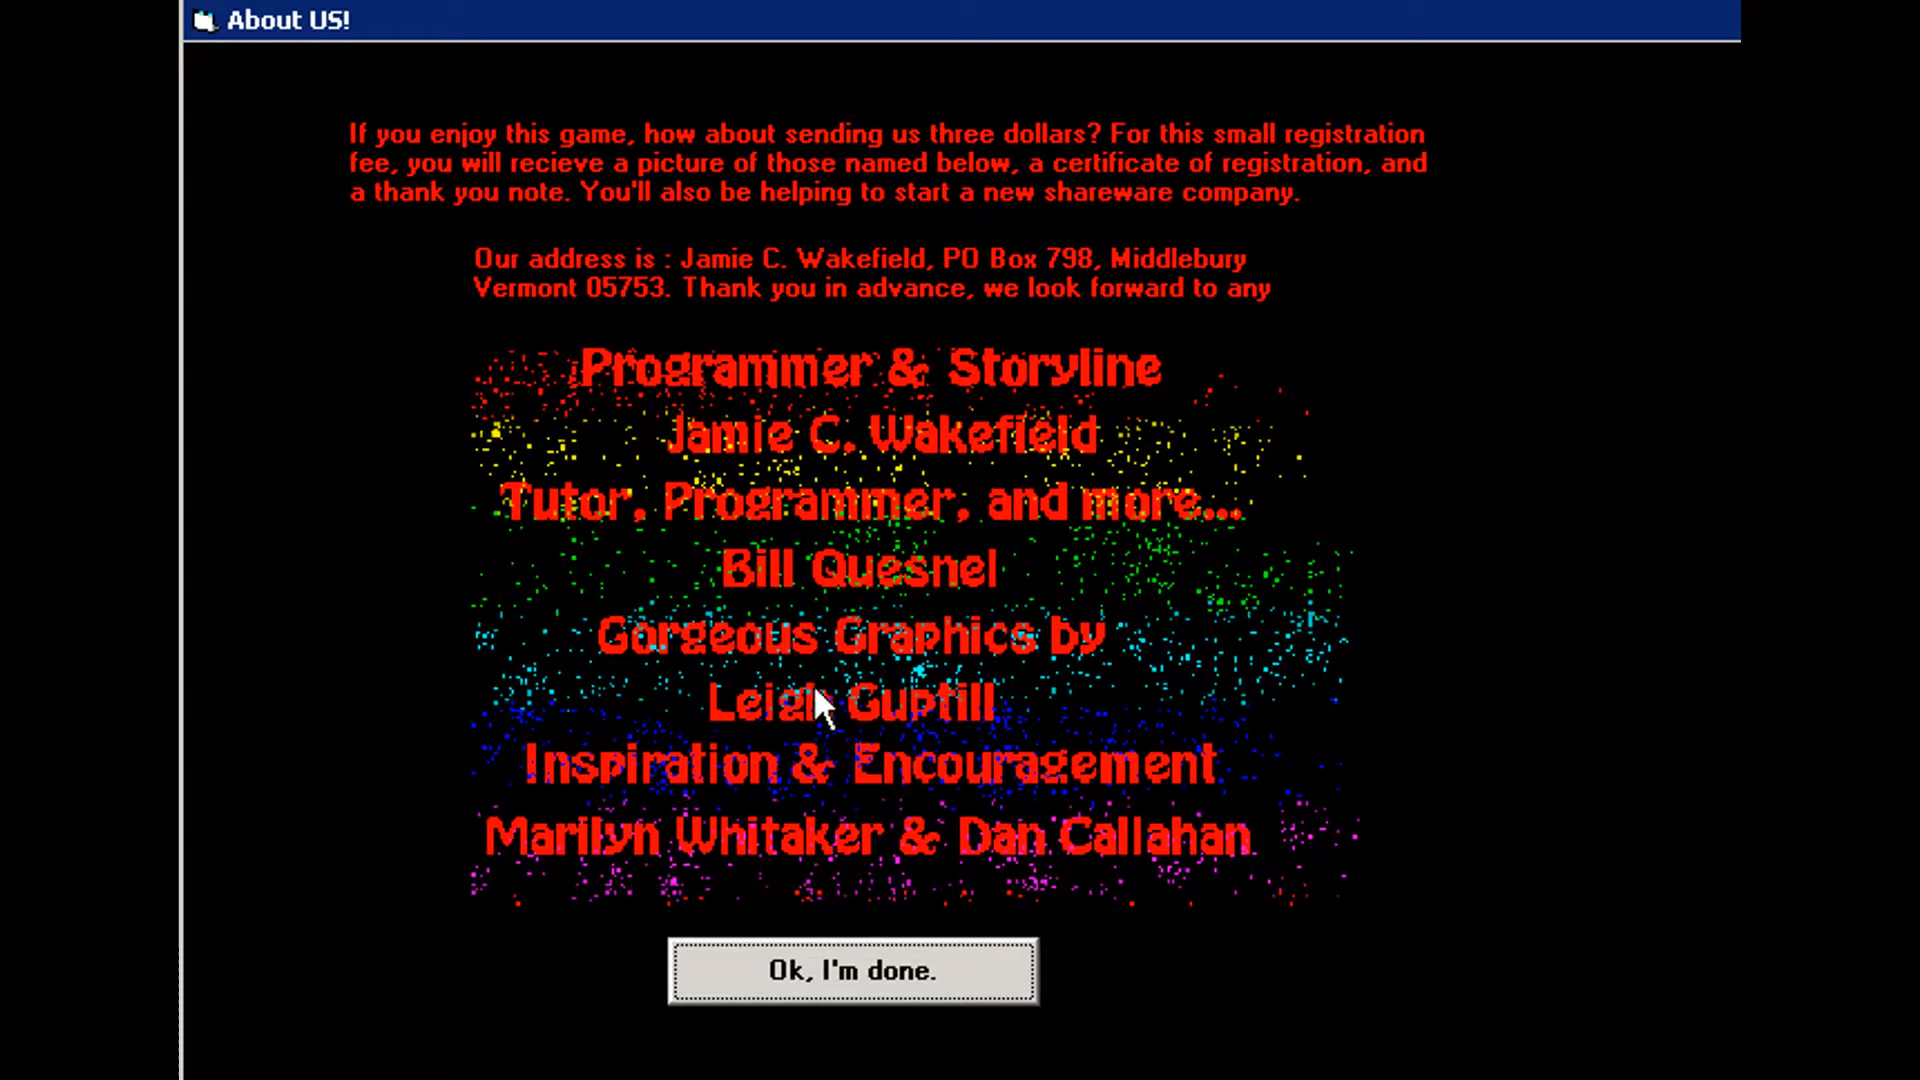 About US!
If you enjoy this game, how about sending us three dollars? For this small registration
fee, you will recieve a picture of those named below, a certificate of registration, and
a thank you note. You'll also be helping to start a new shareware company.
Our address is : Jamie C. Wakefield, PO Box 798, Middlebury
Vermont 05753. Thank you in advance, we look forward to any
Programmer & Storyline
Jamie C. Wakefield
Tutor, Programmer, and more...
Bill Quesnel
Gorgeous Graphics by
Leigh Guptill
Inspiration & Encouragement
Marilyn Whitaker & Dan Callahan
Ok, I'm done.